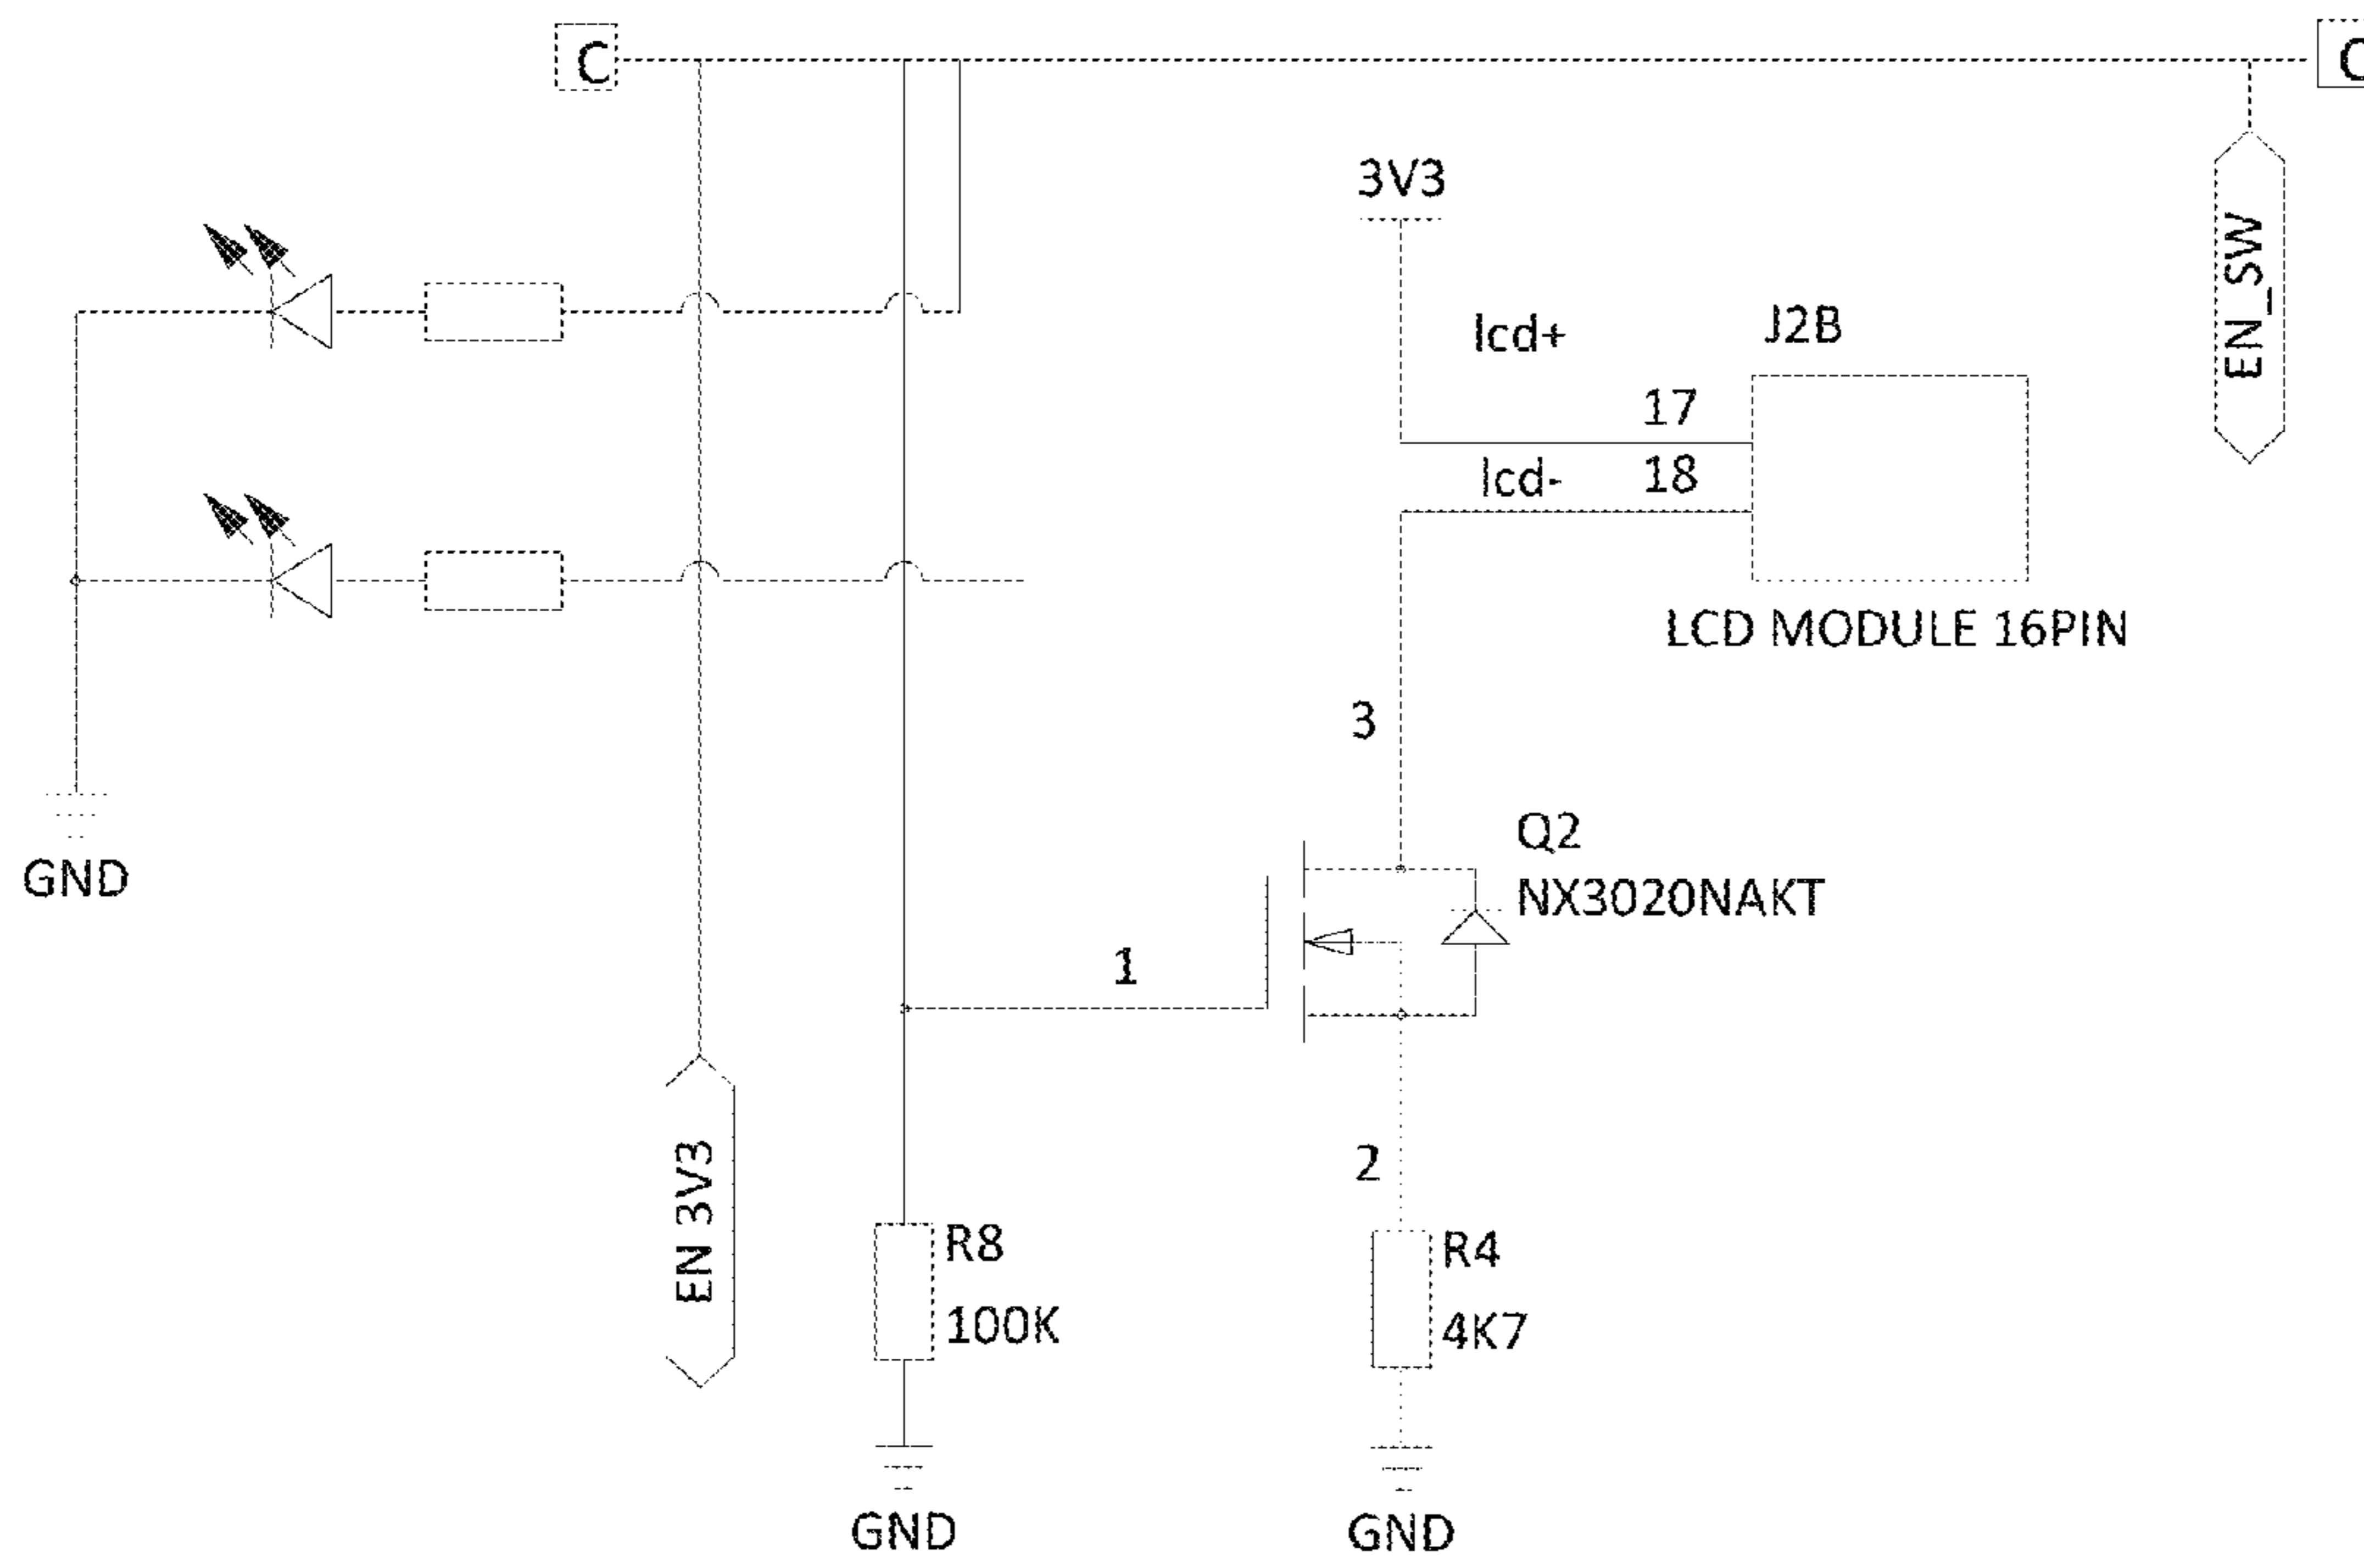 C
C
3V3
EN_SW
lcd+
J2B
17
lcd-
18
LCD MODULE 16PIN
3
Q2
NX3020NAKT
GND
1
EN 3V3
2
R8
100K
R4
4K7
GND
GND